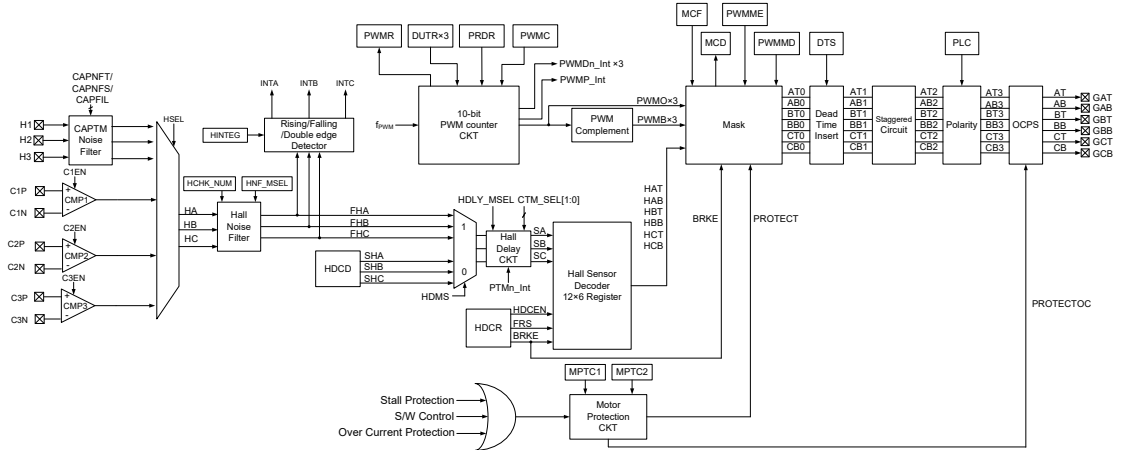 MCF
PWMME
PWMR
DUTR×3
PRDR
PWMC
MCD
PWMMD
DTS
PLC
CAPNFT/
CAPNFS/
CAPFIL
INTA
INTB
INTC
PWMDn_Int ×3
PWMP_Int
H1
H2
H3
CAPTM
Noise
Filter
HSEL
HINTEG
Rising/Falling
/Double edge
Detector
fPWM
10-bit
PWM counter
CKT
PWMO×3
PWM
Complement
PWMB×3
Mask
AT0
AB0
BT0
BB0
CT0
CB0
Dead
Time
Insert
AT1
AB1
BT1
BB1
CT1
CB1
Staggered
Circuit
AT2
AB2
BT2
BB2
CT2
CB2
Polarity
AT3
AB3
BT3
BB3
CT3
CB3
OCPS
AT
AB
BT
BB
CT
CB
GAT
GAB
GBT
GBB
GCT
GCB
C1EN
C1P
C1N
+
-
CMP1
C2EN
C2P
C2N
+
-
CMP2
C3EN
C3P
C3N
+
-
CMP3
HCHK_NUM
HNF_MSEL
HA
HB
HC
Hall
Noise
Filter
FHA
FHB
FHC
HDCD
SHA
SHB
SHC
1
0
HDMS
HDLY_MSEL
CTM_SEL[1:0]
Hall
Delay
CKT
PTMn_Int
SA
SB
SC
Hall Sensor
Decoder
12×6 Register
HAT
HAB
HBT
HBB
HCT
HCB
BRKE
PROTECT
PROTECTOC
HDCR
HDCEN
FRS
BRKE
MPTC1
MPTC2
Stall Protection
S/W Control
Over Current Protection
Motor
Protection
CKT